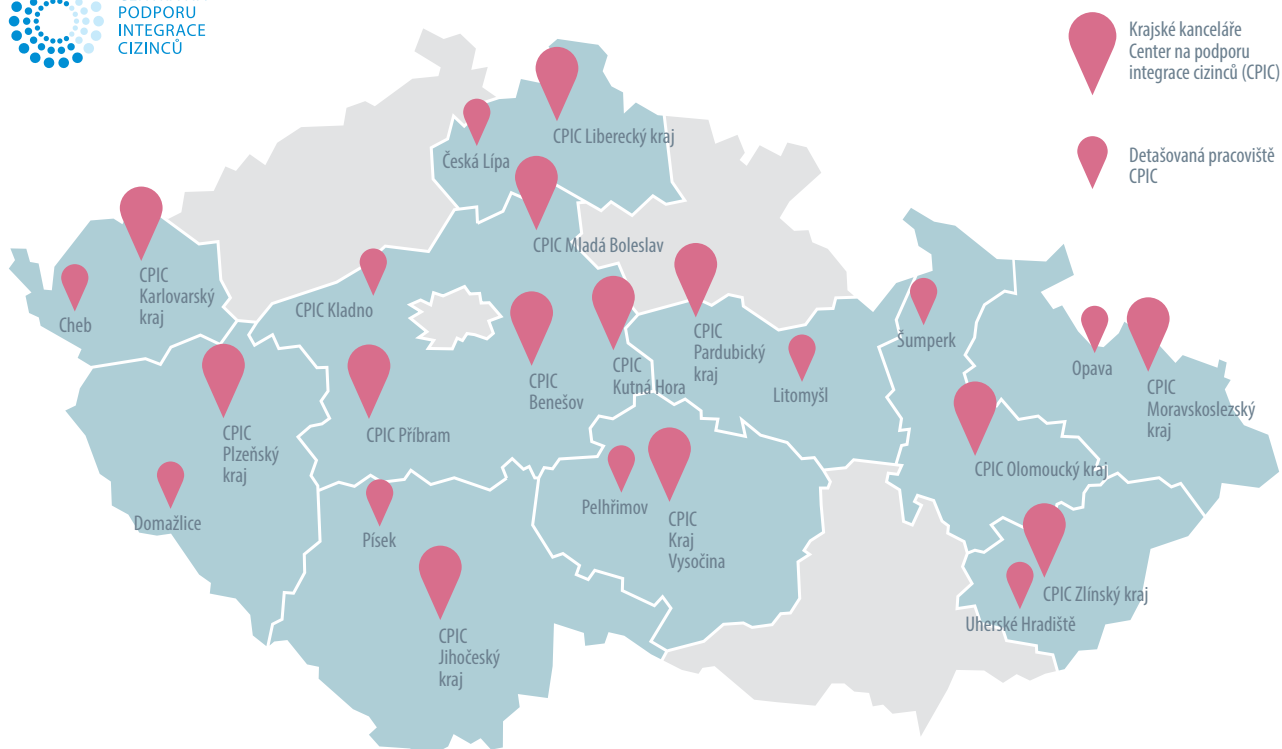 PODPORU
INTEGRACE
CIZINCŮ
Krajské kanceláře
Center na podporu
integrace cizinců (CPIC)
Detašovaná pracoviště
CPIC
CPIC Liberecký kraj
Česká Lípa
CPIC Mladá Boleslav
CPIC
Karlovarský
kraj
Cheb
CPIC Kladno
CPIC
Benešov
CPIC
Kutná Hora
CPIC
Pardubický
kraj
Litomyšl
Šumperk
Opava
CPIC
Moravskoslezský
kraj
CPIC
Plzeňský
kraj
CPIC Příbram
CPIC Olomoucký kraj
Domažlice
Písek
Pelhřimov
CPIC
Kraj
Vysočina
CPIC Zlínský kraj
Uherské Hradiště
CPIC
Jihočeský
kraj